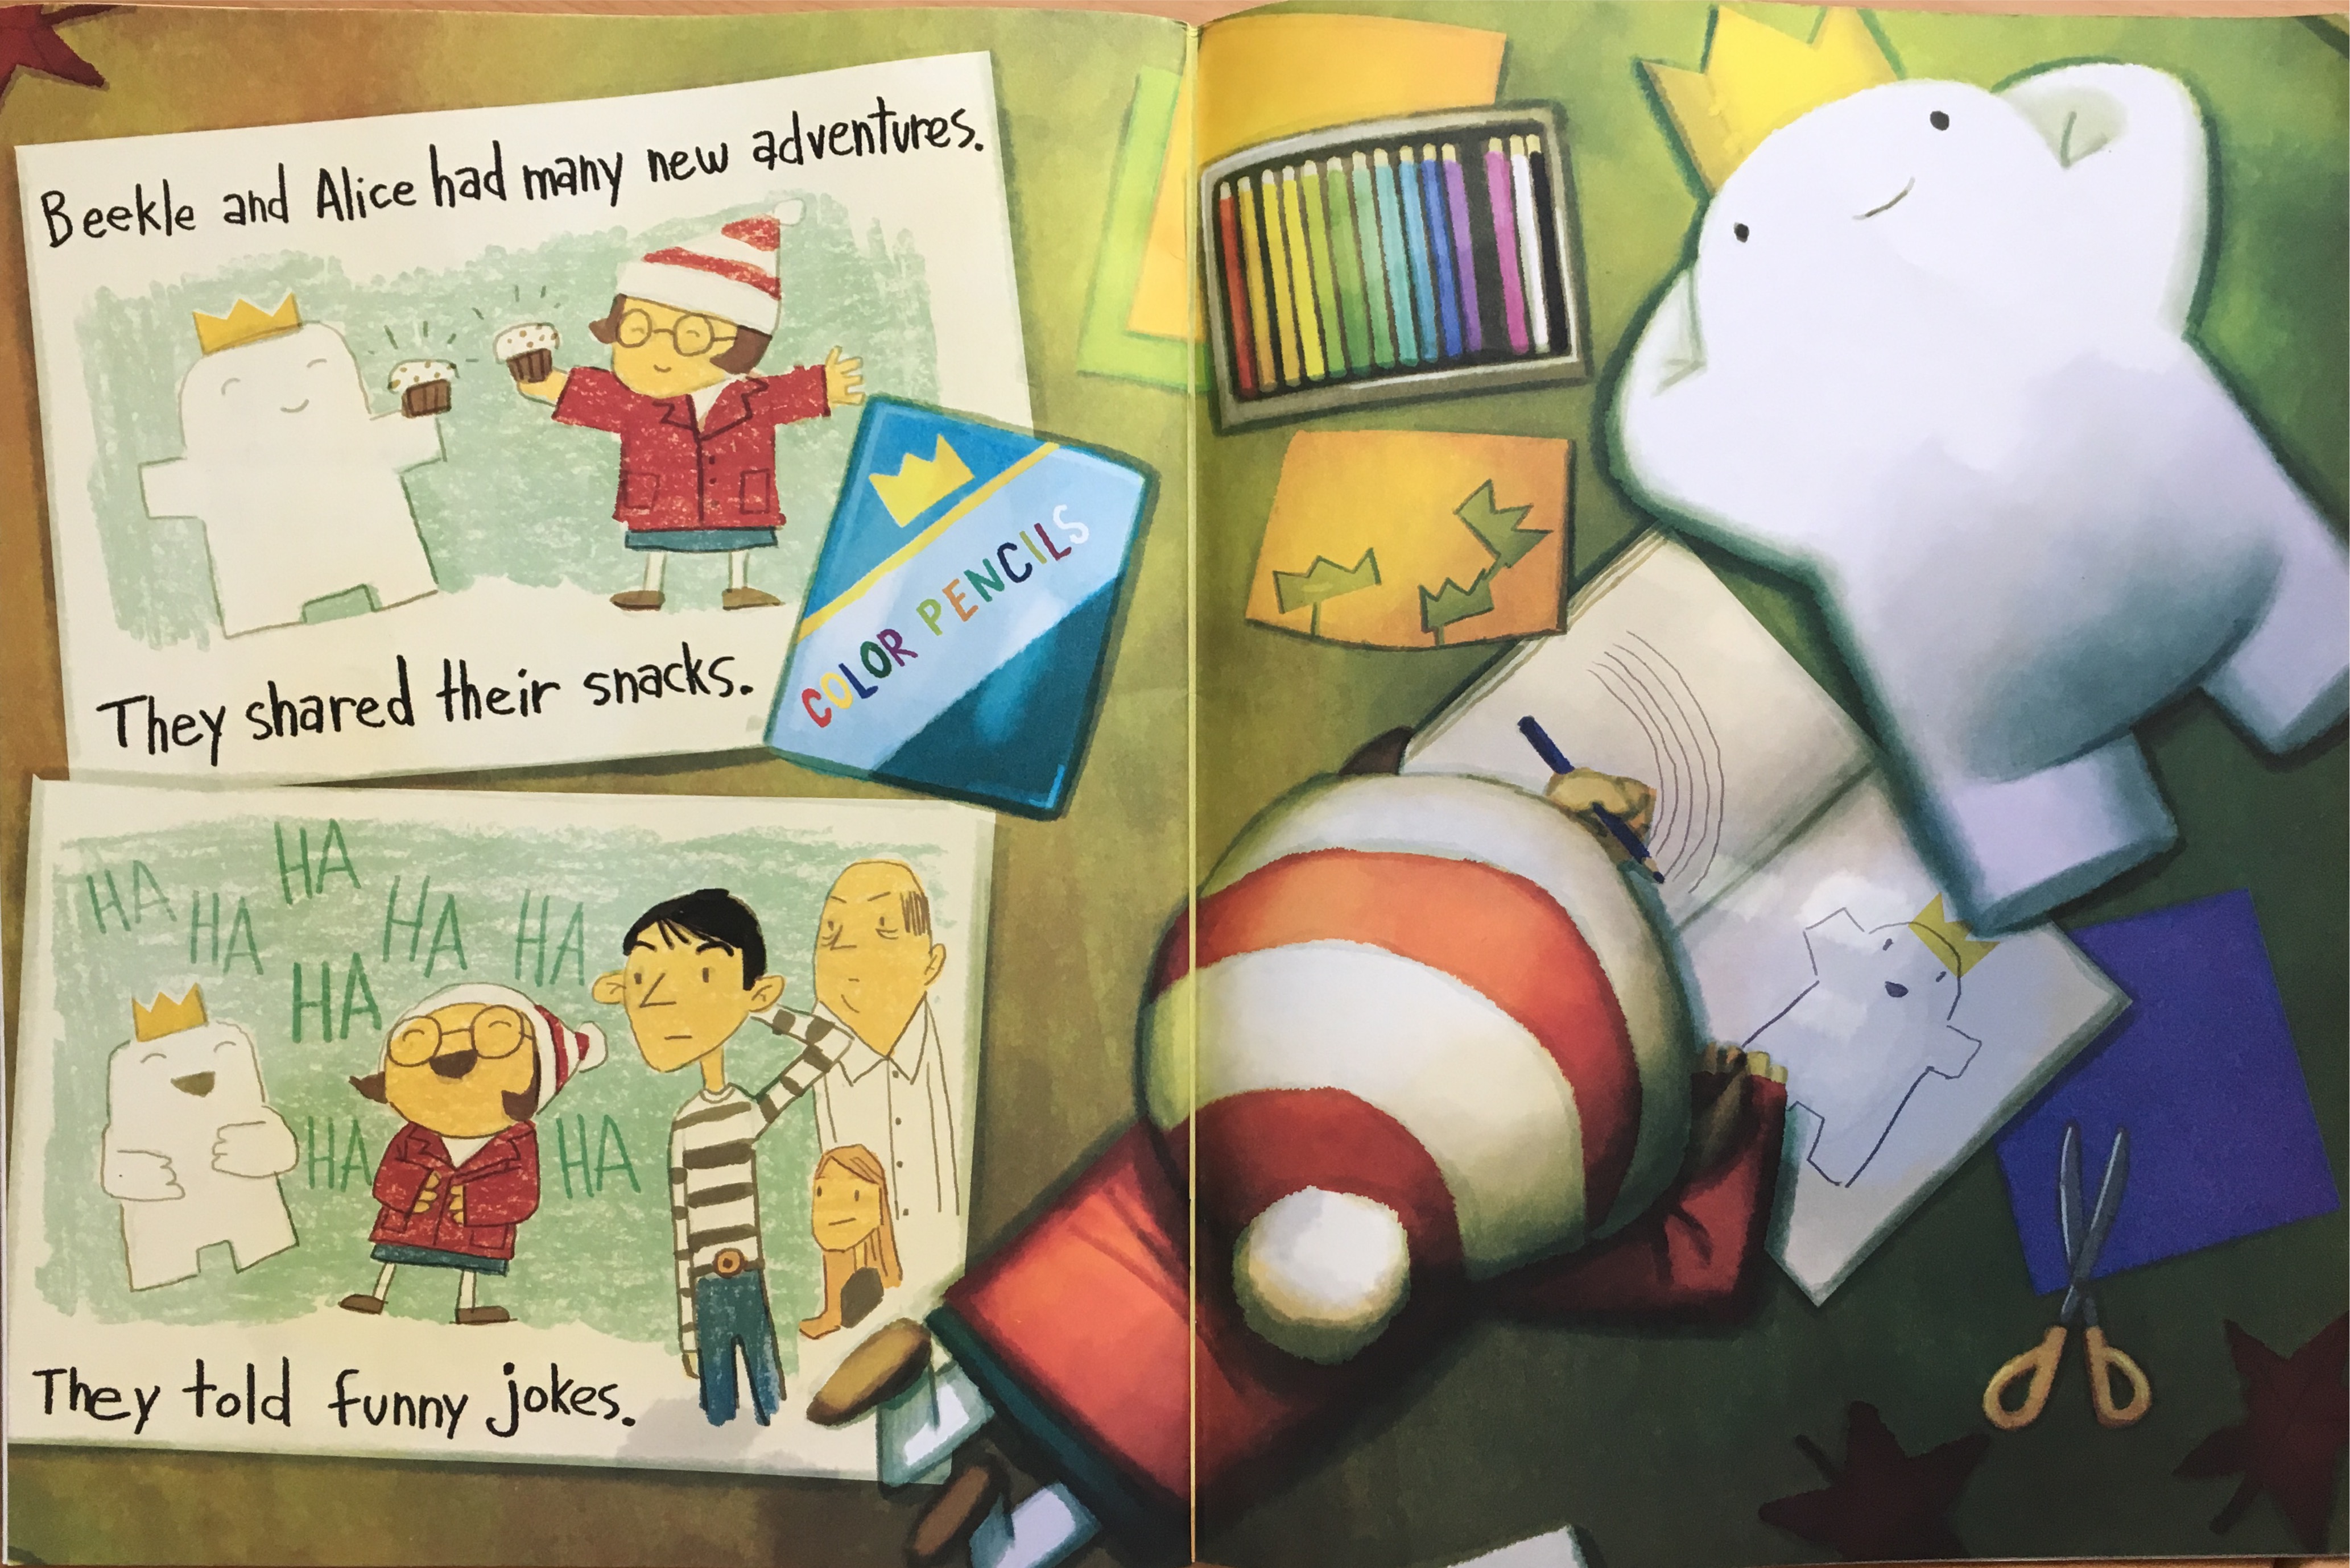 Beekle and Alice had many new adventures.
They shared their snacks.
COLOR PENCILS
HA
HA
HA
HA
HA
HA
HA
HA
They told funny jokes.